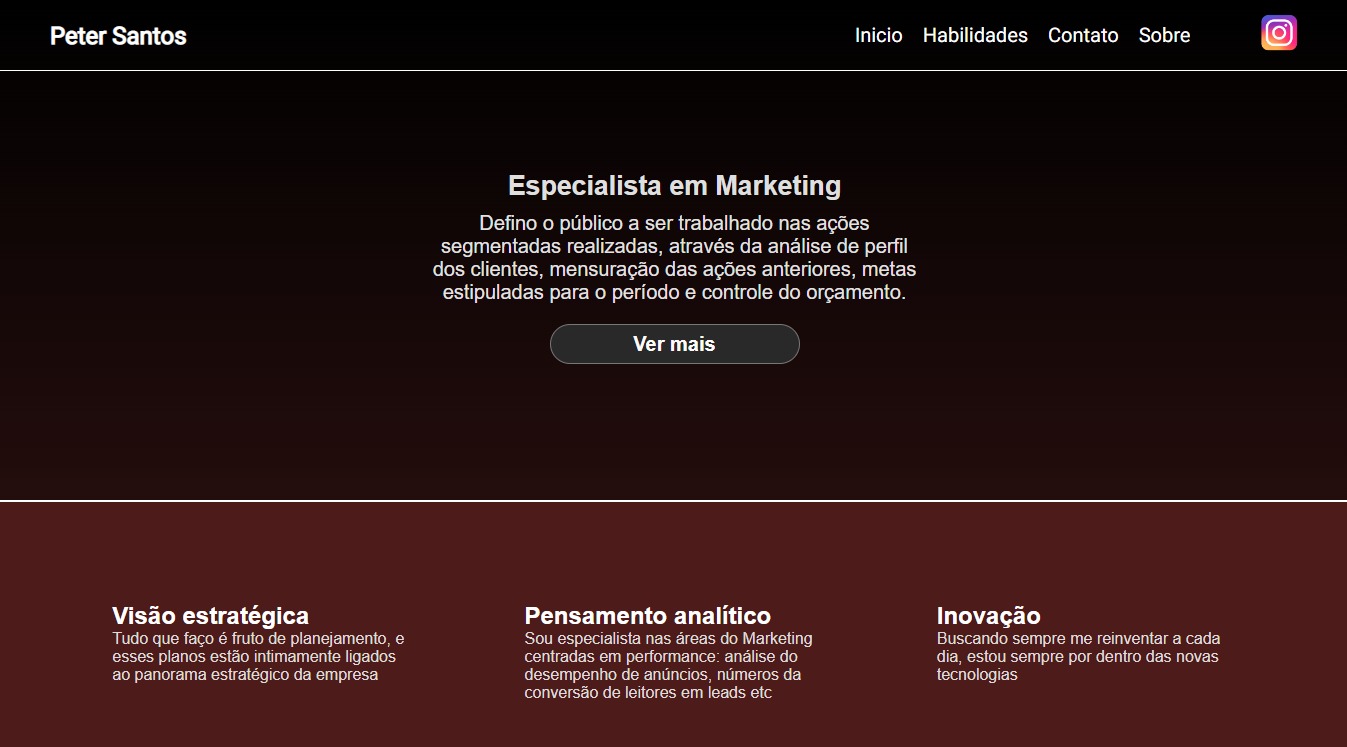 Peter Santos
Inicio Habilidades Contato Sobre
Especialista em Marketing
Defino o público a ser trabalhado nas ações
segmentadas realizadas, através da análise de perfil
dos clientes, mensuração das ações anteriores, metas
estipuladas para o período e controle do orçamento.
Ver mais
Visão estratégica
Tudo que faço é fruto de planejamento, e
esses planos estão intimamente ligados
ao panorama estratégico da empresa
Pensamento analítico
Sou especialista nas áreas do Marketing
centradas em performance: análise do
desempenho de anúncios, números da
conversão de leitores em leads etc
Inovação
Buscando sempre me reinventar a cada
dia, estou sempre por dentro das novas
tecnologias